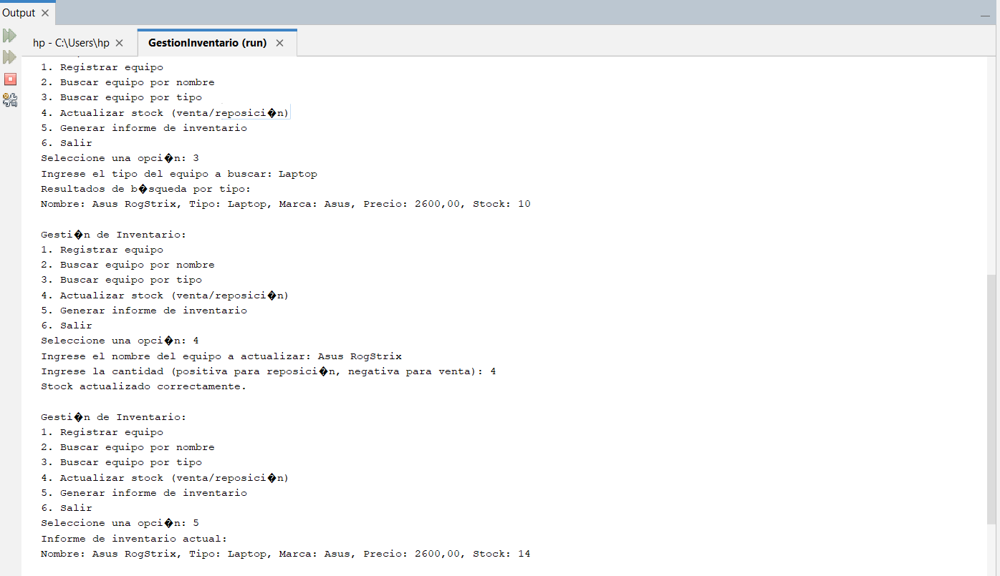 Output
hp - C:\Users\hp
GestionInventario (run)
1. Registrar equipo
2. Buscar equipo por nombre
3. Buscar equipo por tipo
4. Actualizar stock (venta/reposici�n)
5. Generar informe de inventario
6. Salir
Seleccione una opci�n: 3
Ingrese el tipo del equipo a buscar: Laptop
Resultados de b�squeda por tipo:
Nombre: Asus RogStrix, Tipo: Laptop, Marca: Asus, Precio: 2600,00, Stock: 10
Gesti�n de Inventario:
1. Registrar equipo
2. Buscar equipo por nombre
3. Buscar equipo por tipo
4. Actualizar stock (venta/reposici�n)
5. Generar informe de inventario
6. Salir
Seleccione una opci�n: 4
Ingrese el nombre del equipo a actualizar: Asus RogStrix
Ingrese la cantidad (positiva para reposici�n, negativa para venta): 4
Stock actualizado correctamente.
Gesti�n de Inventario:
1. Registrar equipo
2. Buscar equipo por nombre
3. Buscar equipo por tipo
4. Actualizar stock (venta/reposici�n)
5. Generar informe de inventario
6. Salir
Seleccione una opci�n: 5
Informe de inventario actual:
Nombre: Asus RogStrix, Tipo: Laptop, Marca: Asus, Precio: 2600,00, Stock: 14